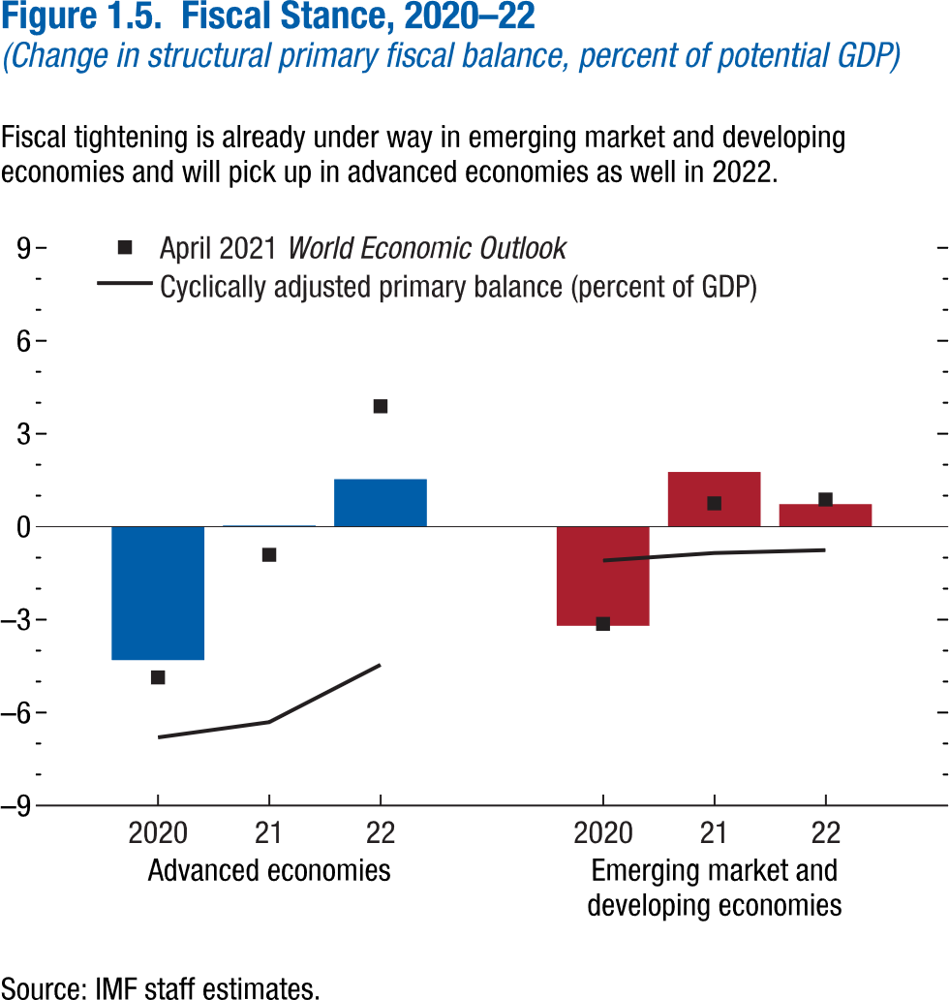 Figure 1.5. Fiscal Stance, 2020–22
(Change in structural primary fiscal balance, percent of potential GDP)
Fiscal tightening is already under way in emerging market and developing
economies and will pick up in advanced economies as well in 2022.
April 2021 World Economic Outlook
Cyclically adjusted primary balance (percent of GDP)
9
6
3
0
–3
–6
–9
2020 21 22 2020 21 22
Advanced economies Emerging market and
developing economies
Source: IMF staff estimates.